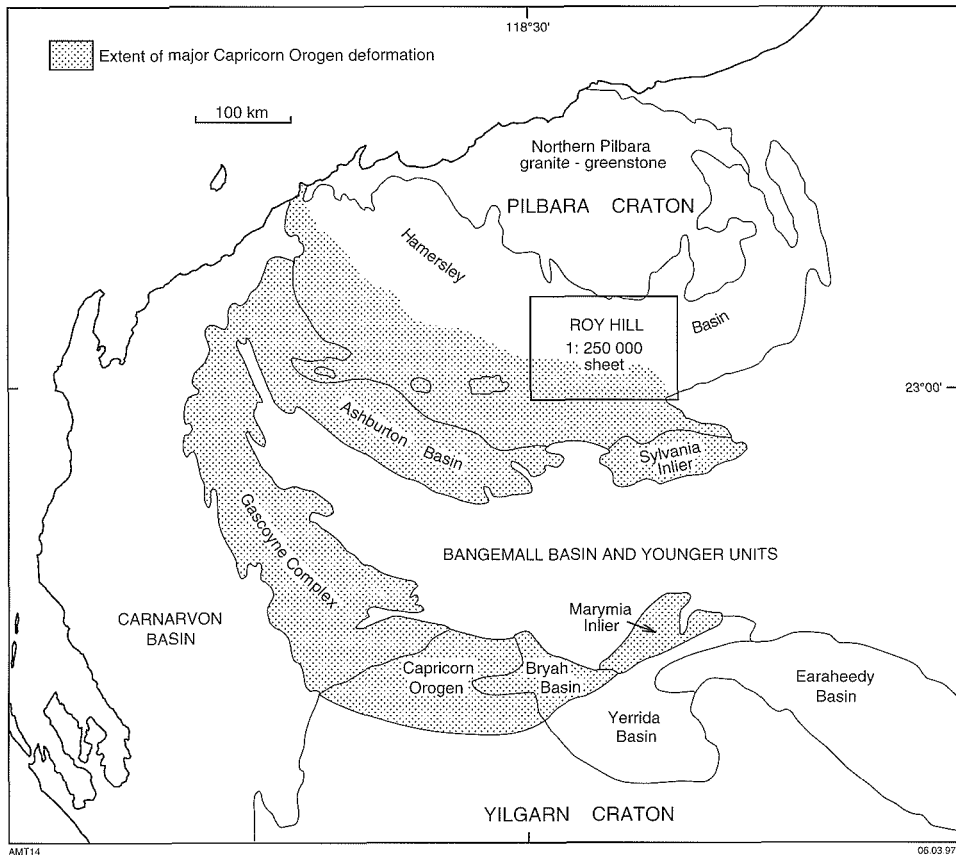 118°30'
Extent of major Capricorn Orogen deformation
100 km
Northern Pilbara
granite - greenstone
PILBARA CRATON
Hamersley
Basin
ROY HILL
1: 250 000
sheet
23°00'
Ashburton
Basin
Sylvania
Inlier
Gascoyne Complex
BANGEMALL BASIN AND YOUNGER UNITS
CARNARVON
BASIN
Marymia
Inlier
Capricorn
Orogen
Bryah
Basin
Earaheedy
Basin
Yerrida
Basin
YILGARN CRATON
AMT14
06.03.97